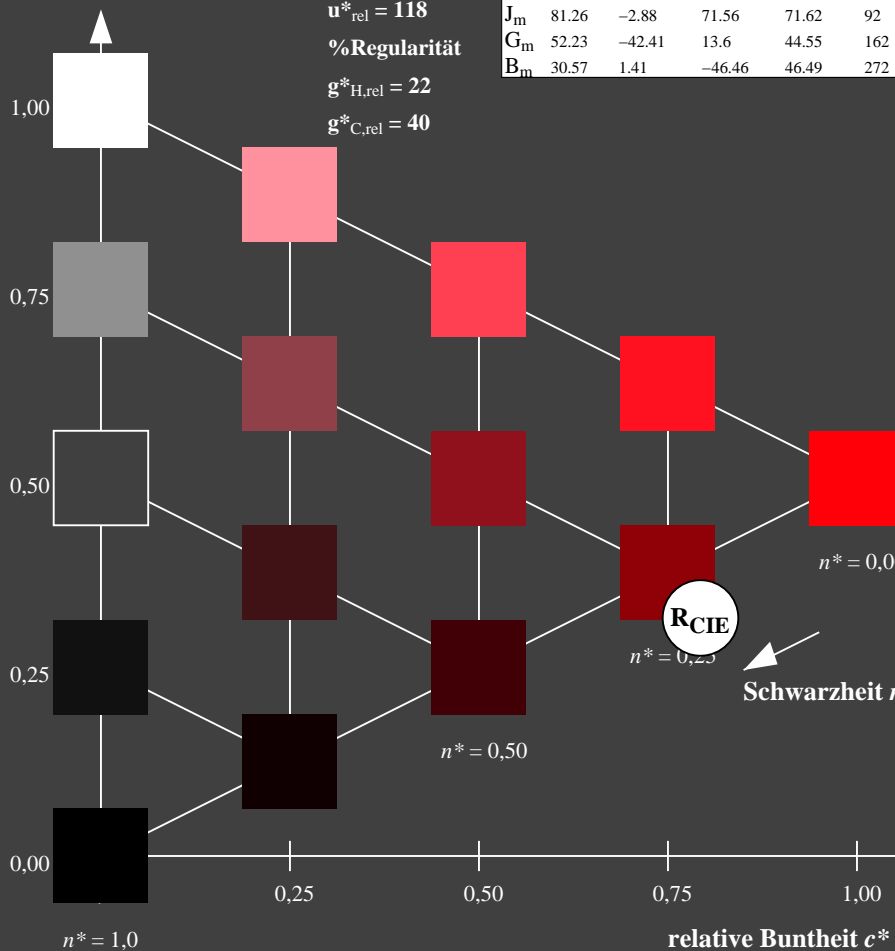 u*rel = 118
%Regularität
g*H,rel = 22
g*C,rel = 40
Jm 81.26 −2.88 71.56 71.62 92
Gm 52.23 −42.41 13.6 44.55 162
Bm 30.57 1.41 −46.46 46.49 272
1,00
0,75
0,50
0,25
0,00
n* = 0,0
RCIE
n* = 0,25
Schwarzheit n
n* = 0,50
0,25 0,50 0,75 1,00
n* = 1,0
relative Buntheit c*